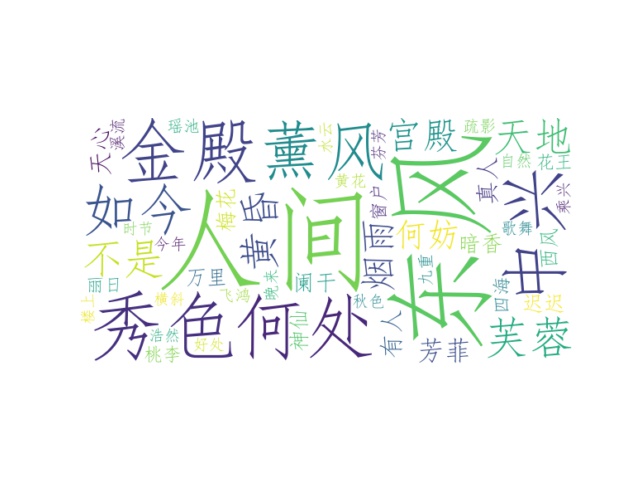 天心
溪流
瑶池
金殿
薰风
水云
芬芳
宫殿
疏影
天地
自然
花王
真人
乘兴
如今
时节
今年
梅花
黄昏
人间
黄花
窗户
烟雨
何妨
暗香
东风
歌舞
西风
中兴
不是
丽日
万里
飞鸿
晚来
阑干
秋色
九重
四海
迟迟
楼上
横斜
浩然
桃李
好处
秀色
何处
神仙
有人
芳菲
芙蓉